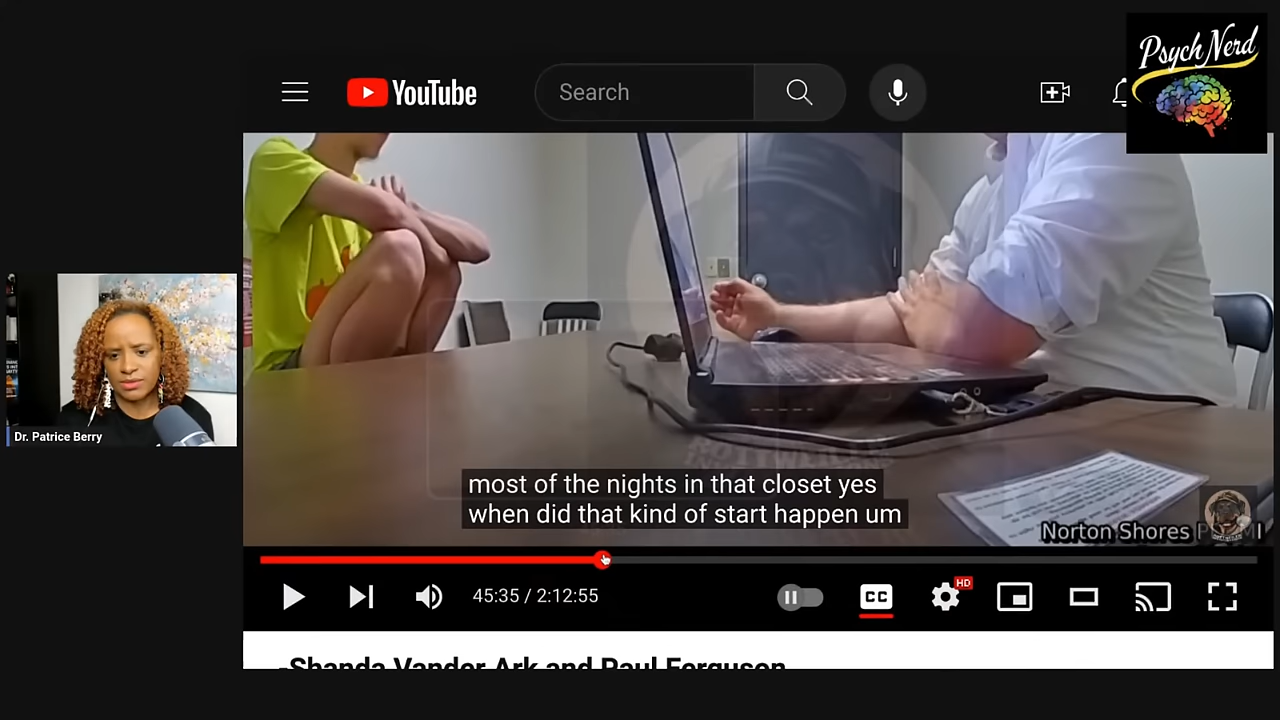 Psych Nerd
YouTube
Search
Dr. Patrice Berry
most of the nights in that closet yes
when did that kind of start happen um
Norton Shores
45:35 / 2:12:55
CC
HD
-Shanda Vander Ark and Paul Ferguson